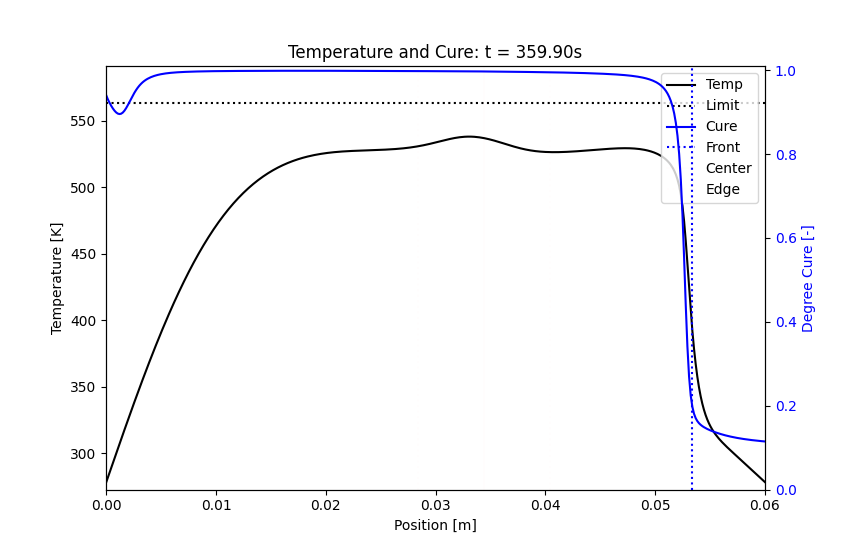 Temperature and Cure: t = 359.90s
Temp
Limit
Cure
Front
Center
Edge
550
500
450
400
350
300
Temperature [K]
1.0
0.8
0.6
0.4
0.2
0.0
Degree Cure [-]
0.00 0.01 0.02 0.03 0.04 0.05 0.06
Position [m]